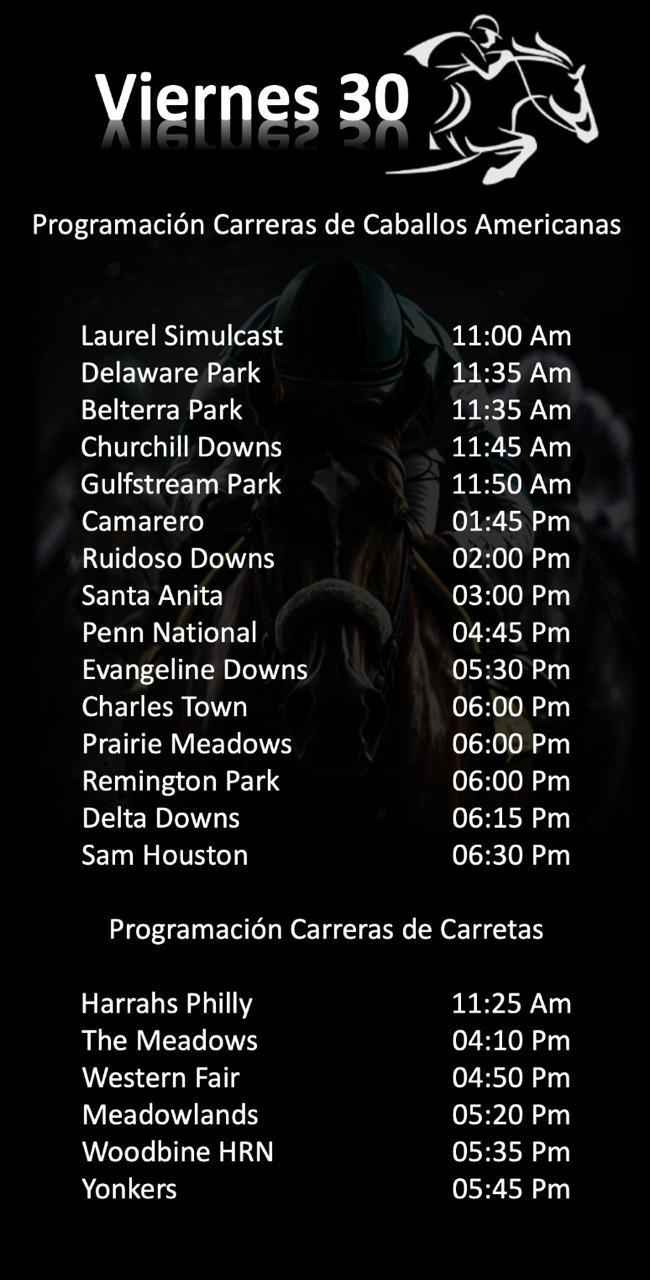 Viernes 30
Programación Carreras de Caballos Americanas
Laurel Simulcast 11:00 Am
Delaware Park 11:35 Am
Belterra Park 11:35 Am
Churchill Downs 11:45 Am
Gulfstream Park 11:50 Am
Camarero 01:45 Pm
Ruidoso Downs 02:00 Pm
Santa Anita 03:00 Pm
Penn National 04:45 Pm
Evangeline Downs 05:30 Pm
Charles Town 06:00 Pm
Prairie Meadows 06:00 Pm
Remington Park 06:00 Pm
Delta Downs 06:15 Pm
Sam Houston 06:30 Pm
Programación Carreras de Carretas
Harrahs Philly 11:25 Am
The Meadows 04:10 Pm
Western Fair 04:50 Pm
Meadowlands 05:20 Pm
Woodbine HRN 05:35 Pm
Yonkers 05:45 Pm